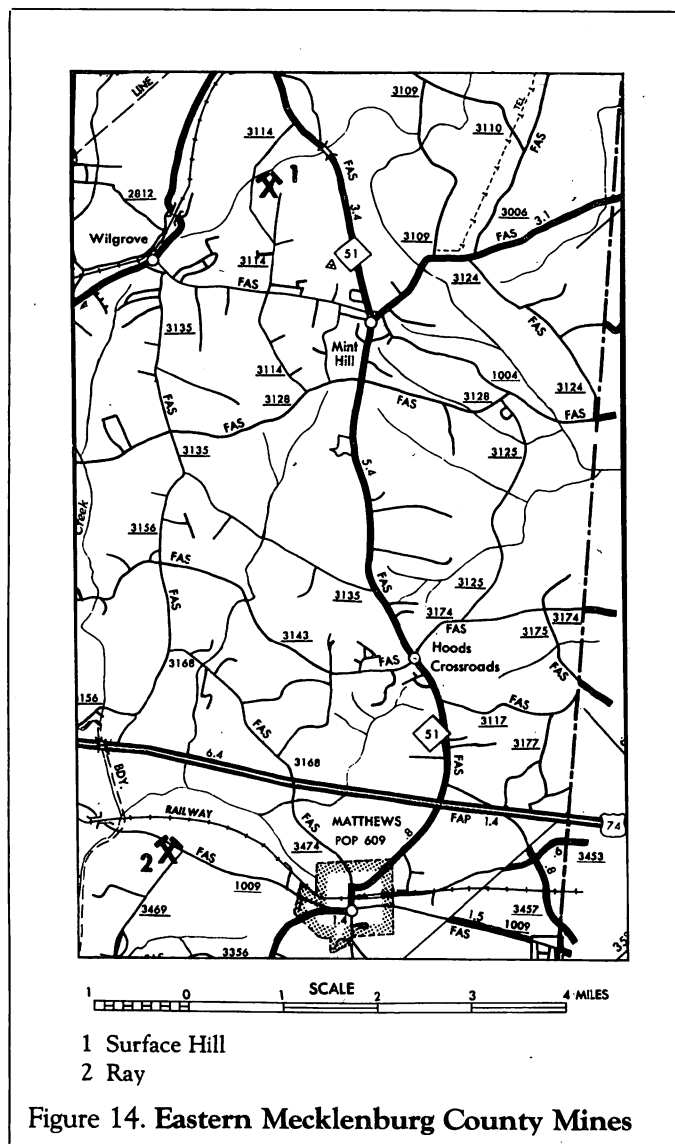 LINE
3109
TEL
3114
3110
FAS
FAS
1
2812
3.4
3006
3.1
FAS
Wilgrove
3109
51
3114
3124
FAS
FAS
3135
Mint
Hill
3114
1004
3124
3128
3128
FAS
FAS
FAS
FAS
3135
3125
5.4
Creek
3156
FAS
FAS
3125
3135
3174
FAS
3174
3143
Hoods
Crossroads
3175
FAS
3168
3156
FAS
FAS
3117
51
3177
6.4
3168
FAS
BDY.
RAILWAY
MATTHEWS
POP 609
FAP
1.4
74
FAS
.8
3474
2
FAS
.9
3453
.8
1009
3469
1.4
1.5
3457
1009
FAS
3356
SCALE
1 0 1 2 3 4 MILES
1 Surface Hill
2 Ray
Figure 14. Eastern Mecklenburg County Mines